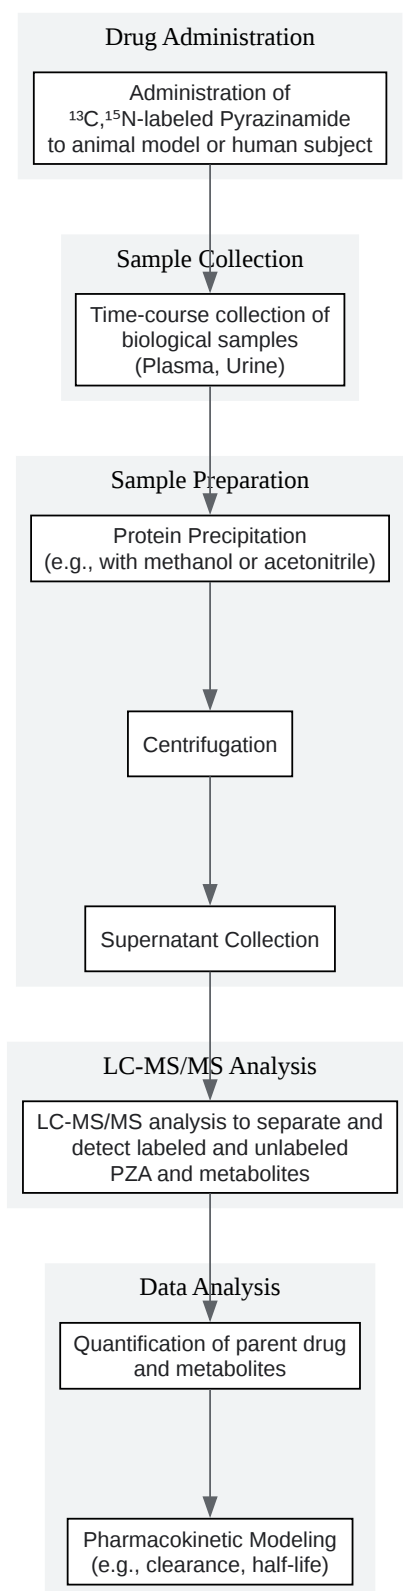 Drug Administration
Administration of
¹³C,¹⁵N-labeled Pyrazinamide
to animal model or human subject
Sample Collection
Time-course collection of
biological samples
(Plasma, Urine)
Sample Preparation
Protein Precipitation
(e.g., with methanol or acetonitrile)
Centrifugation
Supernatant Collection
LC-MS/MS Analysis
LC-MS/MS analysis to separate and
detect labeled and unlabeled
PZA and metabolites
Data Analysis
Quantification of parent drug
and metabolites
Pharmacokinetic Modeling
(e.g., clearance, half-life)